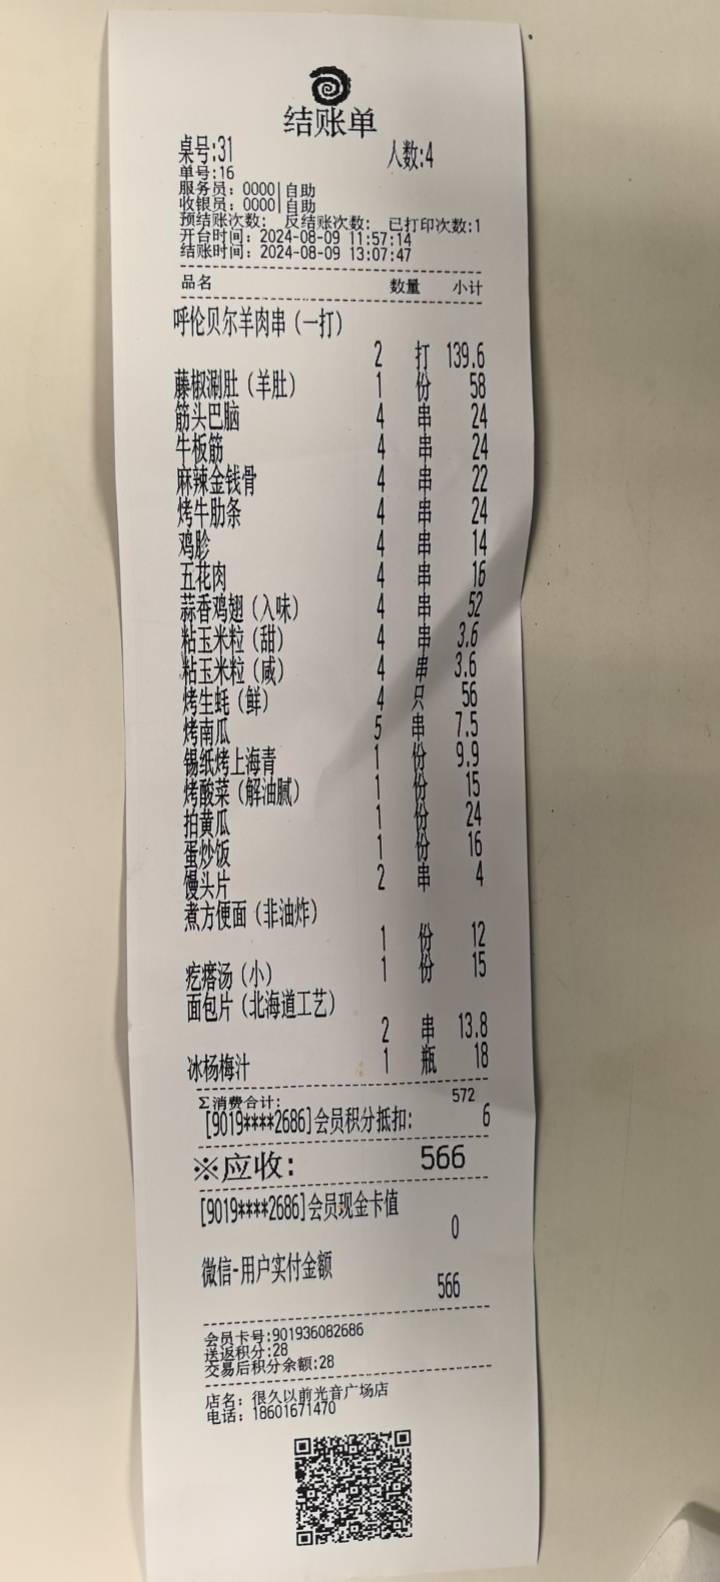 结账单
桌号:31 人数:4
单号:16
服务员: 0000|自助
收银员: 0000|自助
预结账次数: 反结账次数: 已打印次数:1
开台时间: 2024-08-09 11:57:14
结账时间: 2024-08-09 13:07:47
品名 数量 小计
呼伦贝尔羊肉串(一打)
2 打 139.6
藤椒涮肚(羊肚) 1 份 58
筋头巴脑 4 串 24
牛板筋 4 串 24
麻辣金钱骨 4 串 22
烤牛肋条 4 串 24
鸡胗 4 串 14
五花肉 4 串 16
蒜香鸡翅(入味) 4 串 52
粘玉米粒(甜) 4 串 3.6
粘玉米粒(咸) 4 串 3.6
烤生蚝(鲜) 4 只 56
烤南瓜 5 串 7.5
锡纸烤上海青 1 份 9.9
烤酸菜(解油腻) 1 份 15
拍黄瓜 1 份 24
蛋炒饭 1 份 16
馒头片 2 串 4
煮方便面(非油炸)
1 份 12
疙瘩汤(小) 1 份 15
面包片(北海道工艺)
2 串 13.8
冰杨梅汁 1 瓶 18
Σ消费合计: 572
[9019****2686]会员积分抵扣: 6
※应收: 566
[9019****2686]会员现金卡值
0
微信-用户实付金额
566
会员卡号:901936082686
送返积分:28
交易后积分余额:28
店名: 很久以前光音广场店
电话: 18601671470